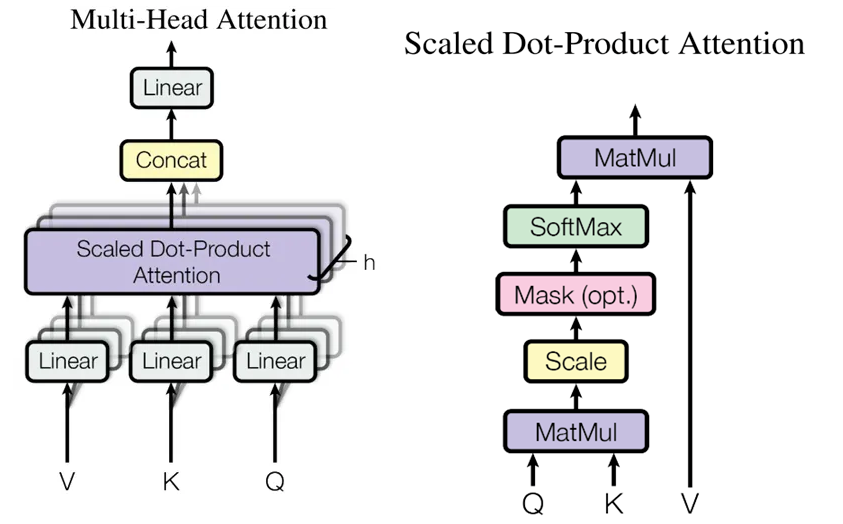 Multi-Head Attention
Linear
Concat
Scaled Dot-Product
Attention
h
Linear
Linear
Linear
V
K
Q
Scaled Dot-Product Attention
MatMul
SoftMax
Mask (opt.)
Scale
MatMul
Q
K
V